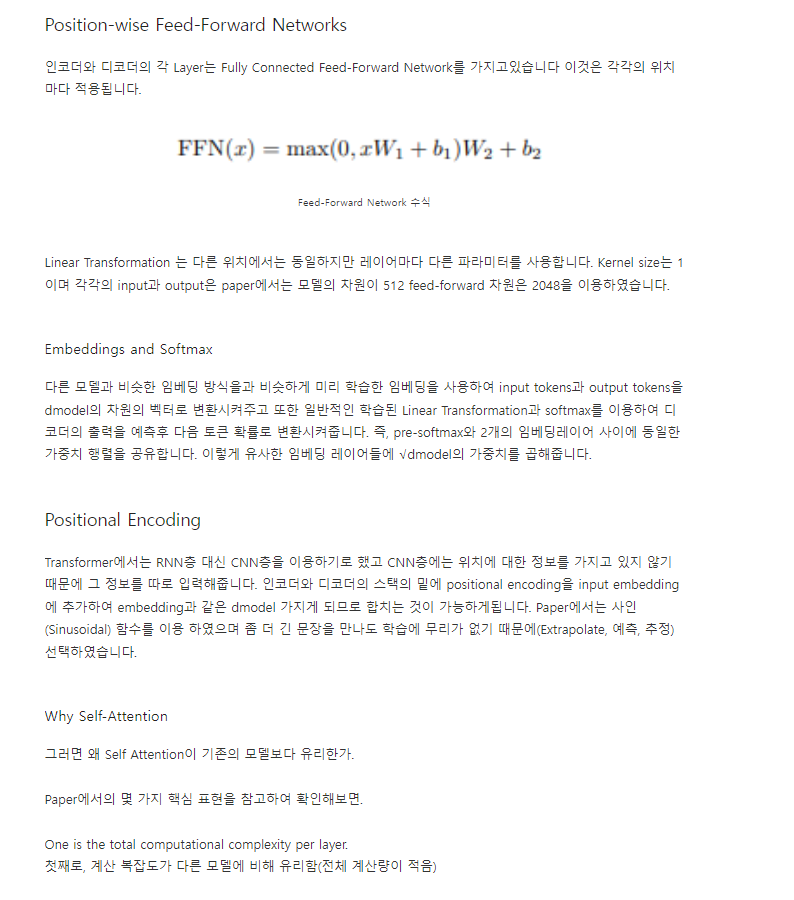 Position-wise Feed-Forward Networks
인코더와 디코더의 각 Layer는 Fully Connected Feed-Forward Network를 가지고있습니다 이것은 각각의 위치
마다 적용됩니다.
FFN(x) = max(0, xW₁ + b₁)W₂ + b₂
Feed-Forward Network 수식
Linear Transformation 는 다른 위치에서는 동일하지만 레이어마다 다른 파라미터를 사용합니다. Kernel size는 1
이며 각각의 input과 output은 paper에서는 모델의 차원이 512 feed-forward 차원은 2048을 이용하였습니다.
Embeddings and Softmax
다른 모델과 비슷한 임베딩 방식을과 비슷하게 미리 학습한 임베딩을 사용하여 input tokens과 output tokens을
dmodel의 차원의 벡터로 변환시켜주고 또한 일반적인 학습된 Linear Transformation과 softmax를 이용하여 디
코더의 출력을 예측후 다음 토큰 확률로 변환시켜줍니다. 즉, pre-softmax와 2개의 임베딩레이어 사이에 동일한
가중치 행렬을 공유합니다. 이렇게 유사한 임베딩 레이어들에 √dmodel의 가중치를 곱해줍니다.
Positional Encoding
Transformer에서는 RNN층 대신 CNN층을 이용하기로 했고 CNN층에는 위치에 대한 정보를 가지고 있지 않기
때문에 그 정보를 따로 입력해줍니다. 인코더와 디코더의 스택의 밑에 positional encoding을 input embedding
에 추가하여 embedding과 같은 dmodel 가지게 되므로 합치는 것이 가능하게됩니다. Paper에서는 사인
(Sinusoidal) 함수를 이용 하였으며 좀 더 긴 문장을 만나도 학습에 무리가 없기 때문에(Extrapolate, 예측, 추정)
선택하였습니다.
Why Self-Attention
그러면 왜 Self Attention이 기존의 모델보다 유리한가.
Paper에서의 몇 가지 핵심 표현을 참고하여 확인해보면.
One is the total computational complexity per layer.
첫째로, 계산 복잡도가 다른 모델에 비해 유리함(전체 계산량이 적음)